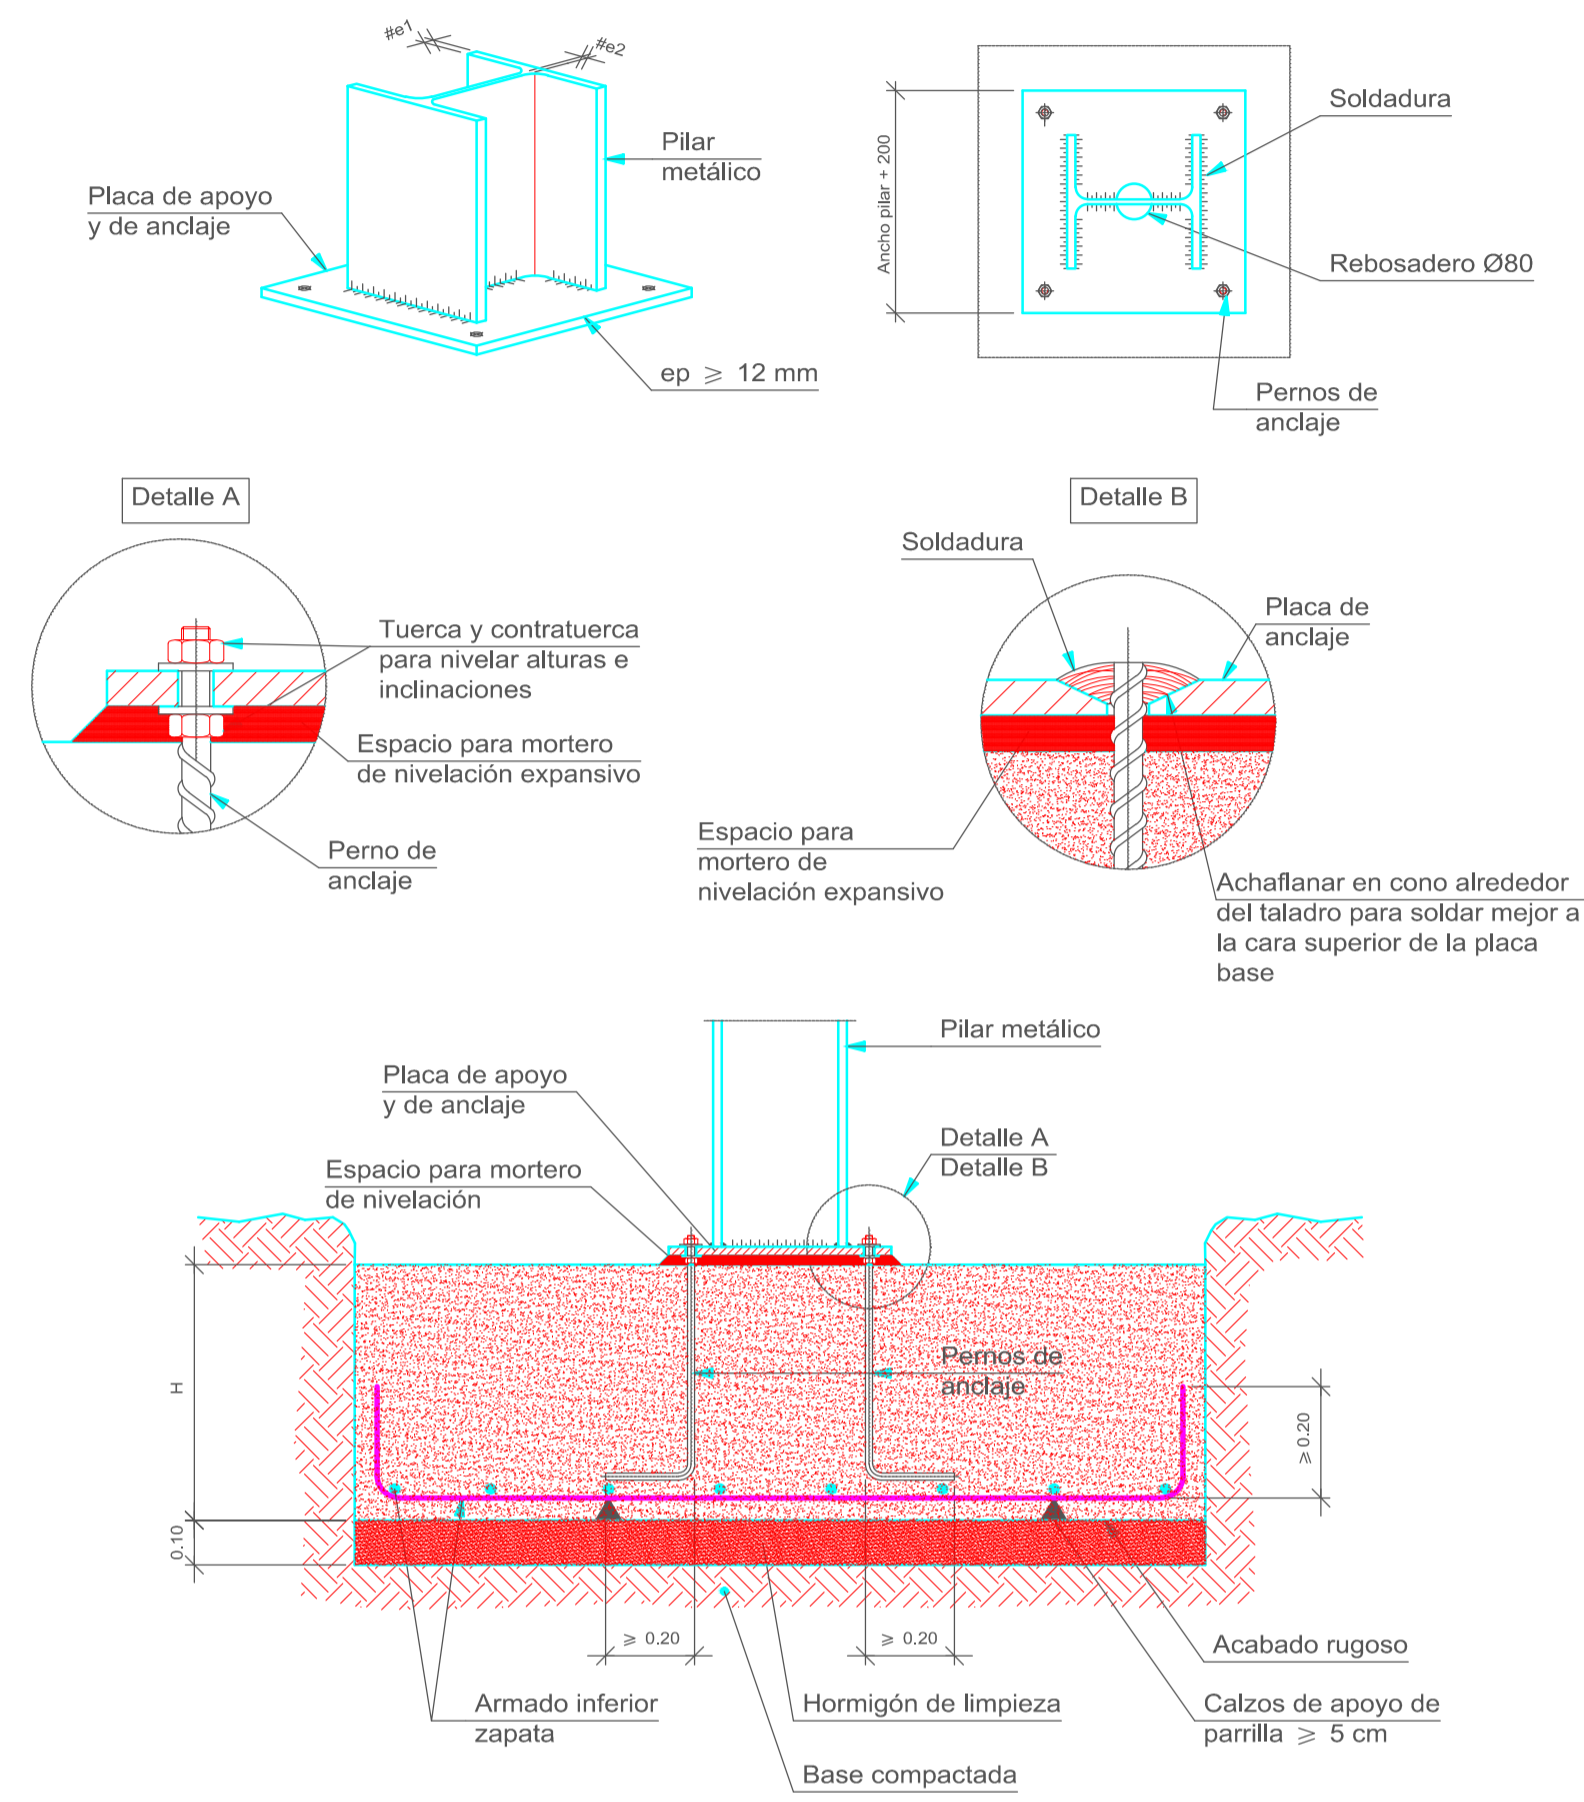 #e1
#e2
Pilar
metálico
Placa de apoyo
y de anclaje
ep ≥ 12 mm
Ancho pilar + 200
Soldadura
Rebosadero Ø80
Pernos de
anclaje
Detalle A
Tuerca y contratuerca
para nivelar alturas e
inclinaciones
Espacio para mortero
de nivelación expansivo
Perno de
anclaje
Detalle B
Soldadura
Placa de
anclaje
Espacio para
mortero de
nivelación expansivo
Achaflanar en cono alrededor
del taladro para soldar mejor a
la cara superior de la placa
base
Pilar metálico
Placa de apoyo
y de anclaje
Detalle A
Detalle B
Espacio para mortero
de nivelación
Pernos de
anclaje
H
≥0.20
0.10
≥ 0.20
≥ 0.20
Acabado rugoso
Armado inferior
zapata
Hormigón de limpieza
Calzos de apoyo de
parrilla ≥ 5 cm
Base compactada